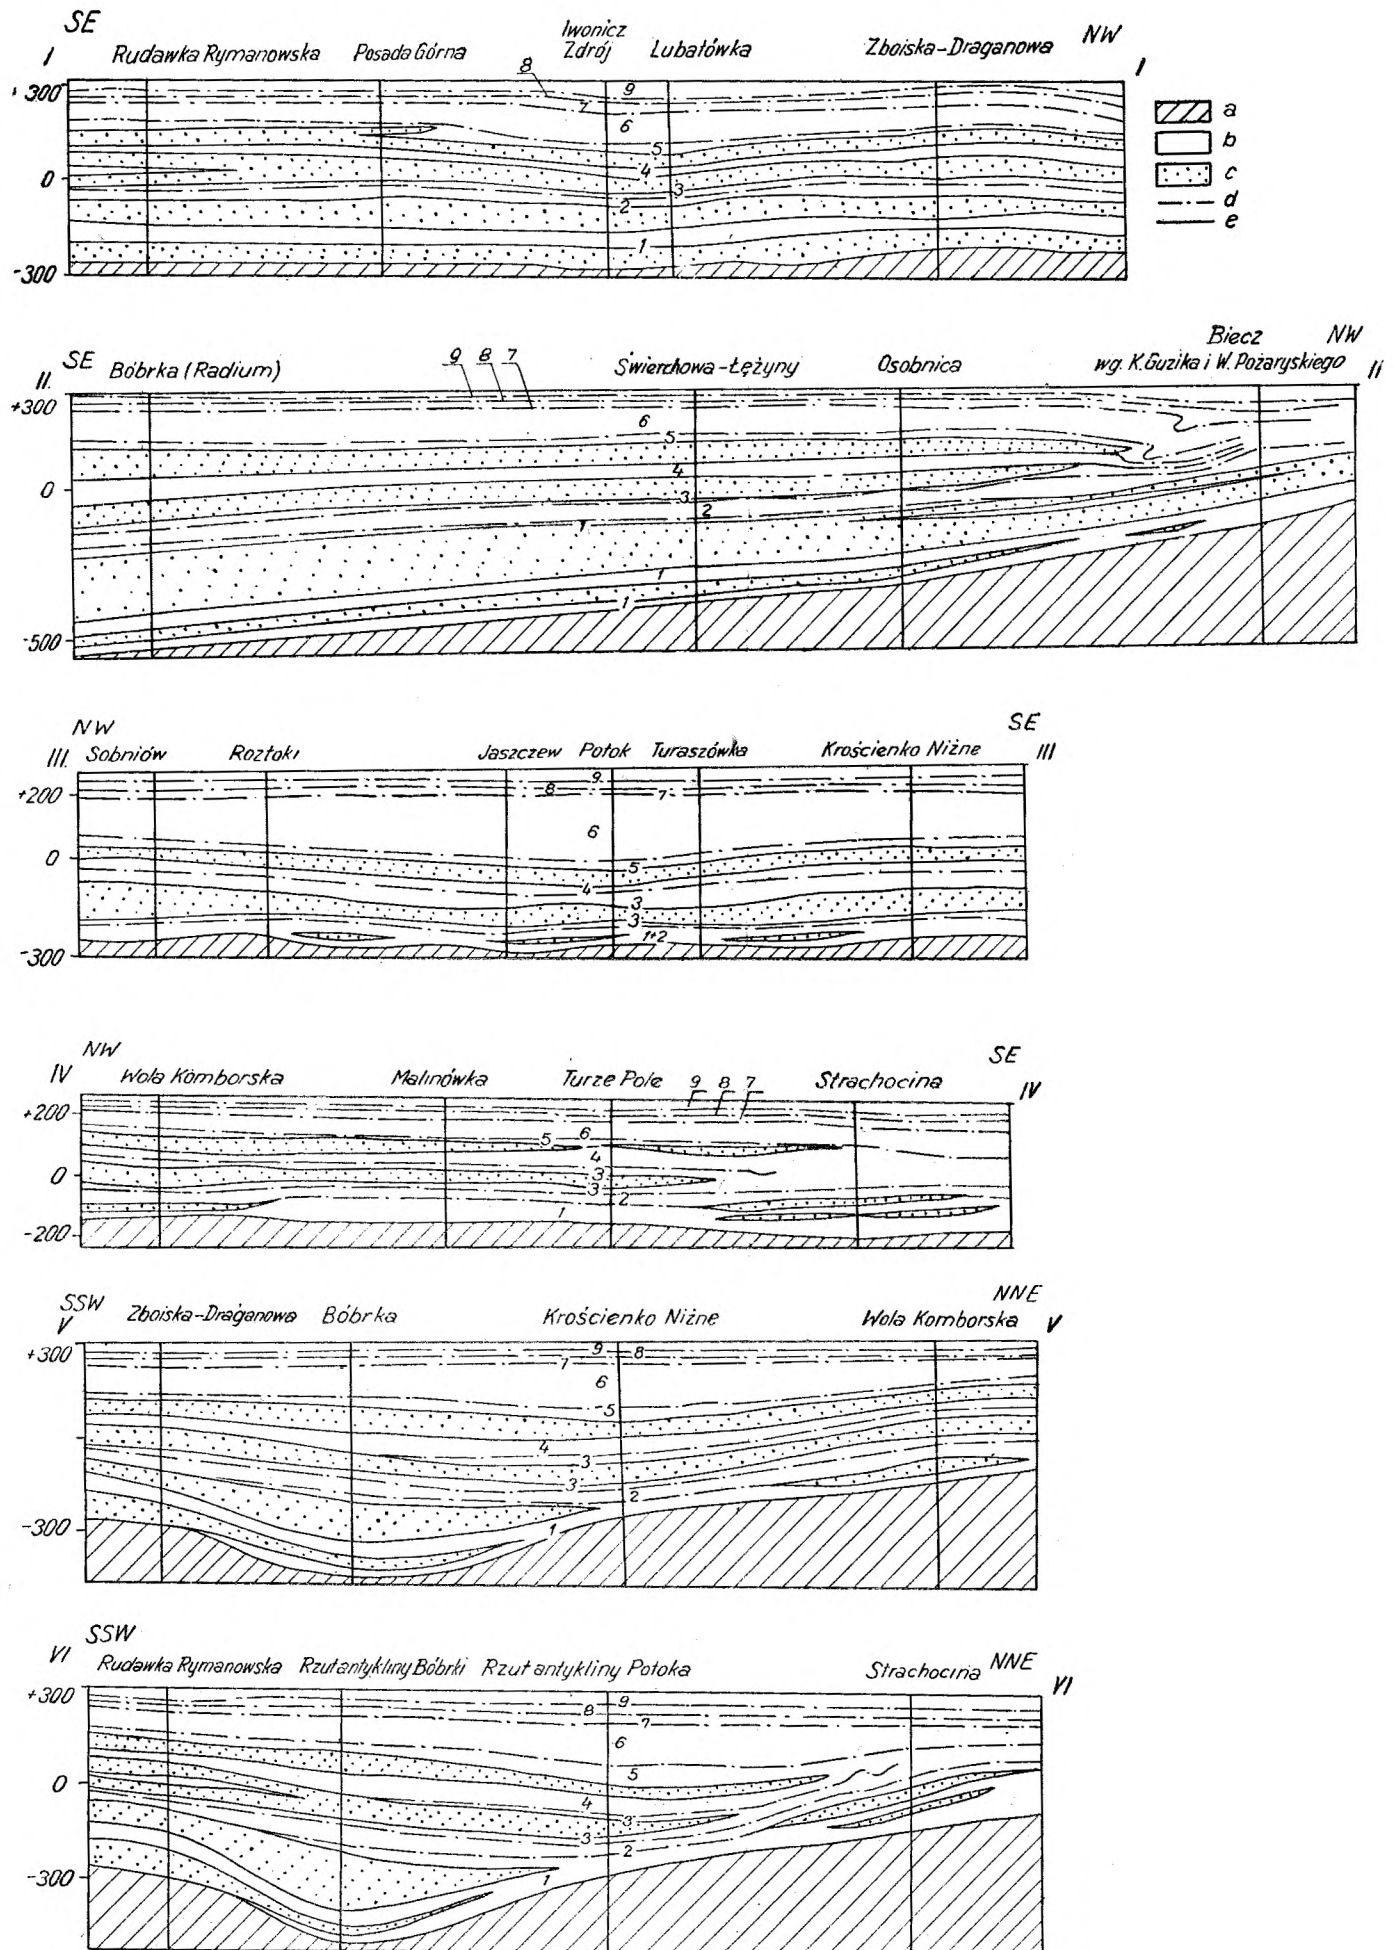 SE
Iwonicz
I Rudawka Rymanowska Posada Górna Zdrój Lubatówka Zboiska-Draganowa NW I
8
+300 9
7
6
5
4
0 3
2
1
-300
a
b
c
d
e
Biecz NW
II. SE Bóbrka (Radium) 9 8 7 Świerchowa-Łężyny Osobnica wg. K. Guzika i W. Pożaryskiego II
+300
6
5
4
0 3
2
1
1
1
-500
NW SE
III. Sobniów Roztoki Jaszczew Potok Turaszówka Krościenko Niżne III
9
+200 8 7
6
0
5
4
3
3
1+2
-300
NW SE
IV Wola Komborska Malinówka Turze Pole 9 8 7 Strachocina IV
+200
5 6
4
0 3
3
2
1
-200
SSW NNE
V Zboiska-Draganowa Bóbrka Krościenko Niżne Wola Komborska V
+300 9 8
7
6
5
4
3
3
2
-300 1
SSW
VI Rudawka Rymanowska Rzut antykliny Bóbrki Rzut antykliny Potoka Strachocina NNE VI
+300 9
8
7
6
5
0
4
3
3
2
-300 1